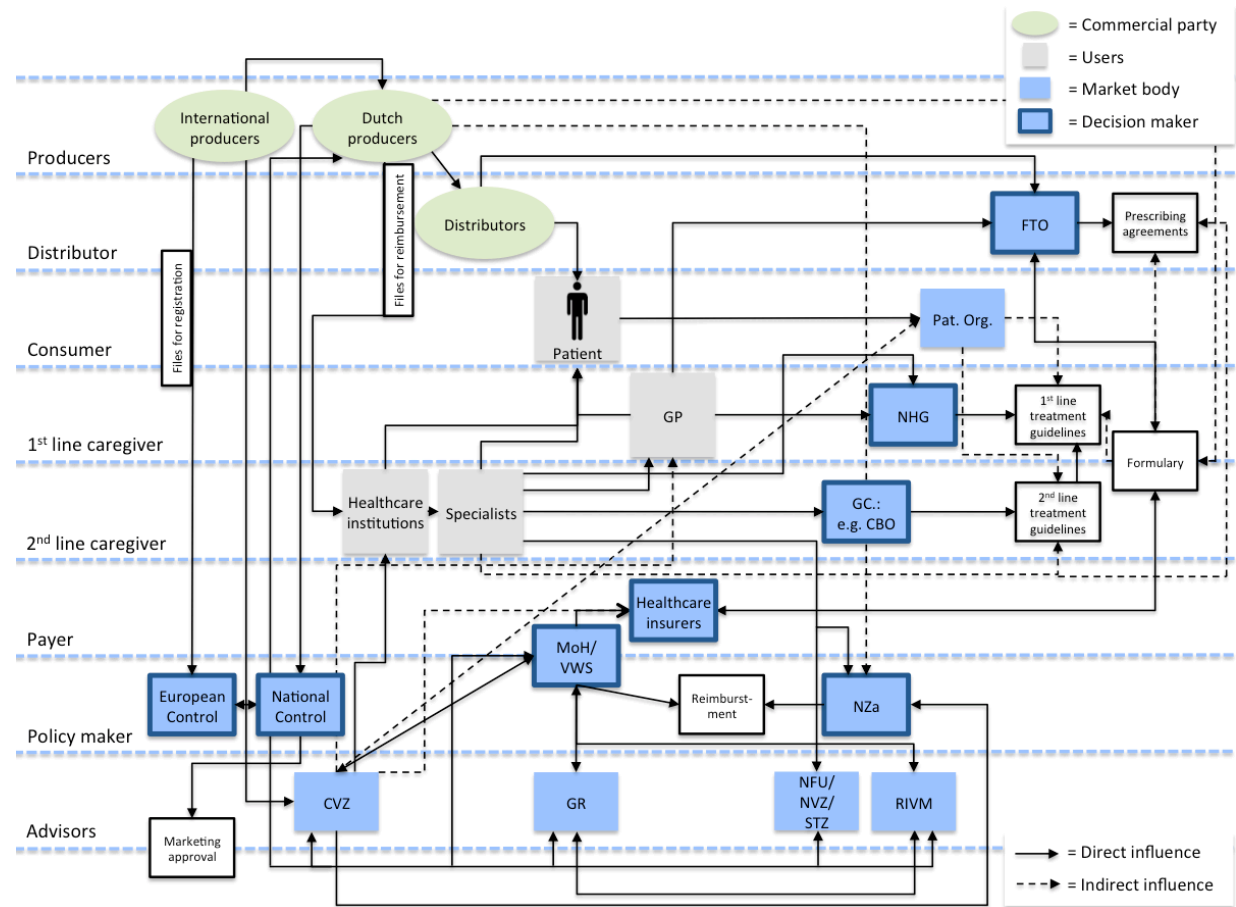 = Commercial party
= Users
= Market body
= Decision maker
International
producers
Dutch
producers
Producers
Files for reimbursement
Distributors
FTO
Prescribing
agreements
Distributor
Files for registration
Pat. Org.
Consumer
Patient
GP
NHG
1st line
treatment
guidelines
1st line caregiver
Formulary
Healthcare
institutions
Specialists
GC.:
e.g. CBO
2nd line
treatment
guidelines
2nd line caregiver
Healthcare
insurers
Payer
MoH/
VWS
European
Control
National
Control
Reimburst-
ment
NZa
Policy maker
CVZ
GR
NFU/
NVZ/
STZ
RIVM
Advisors
Marketing
approval
= Direct influence
= Indirect influence